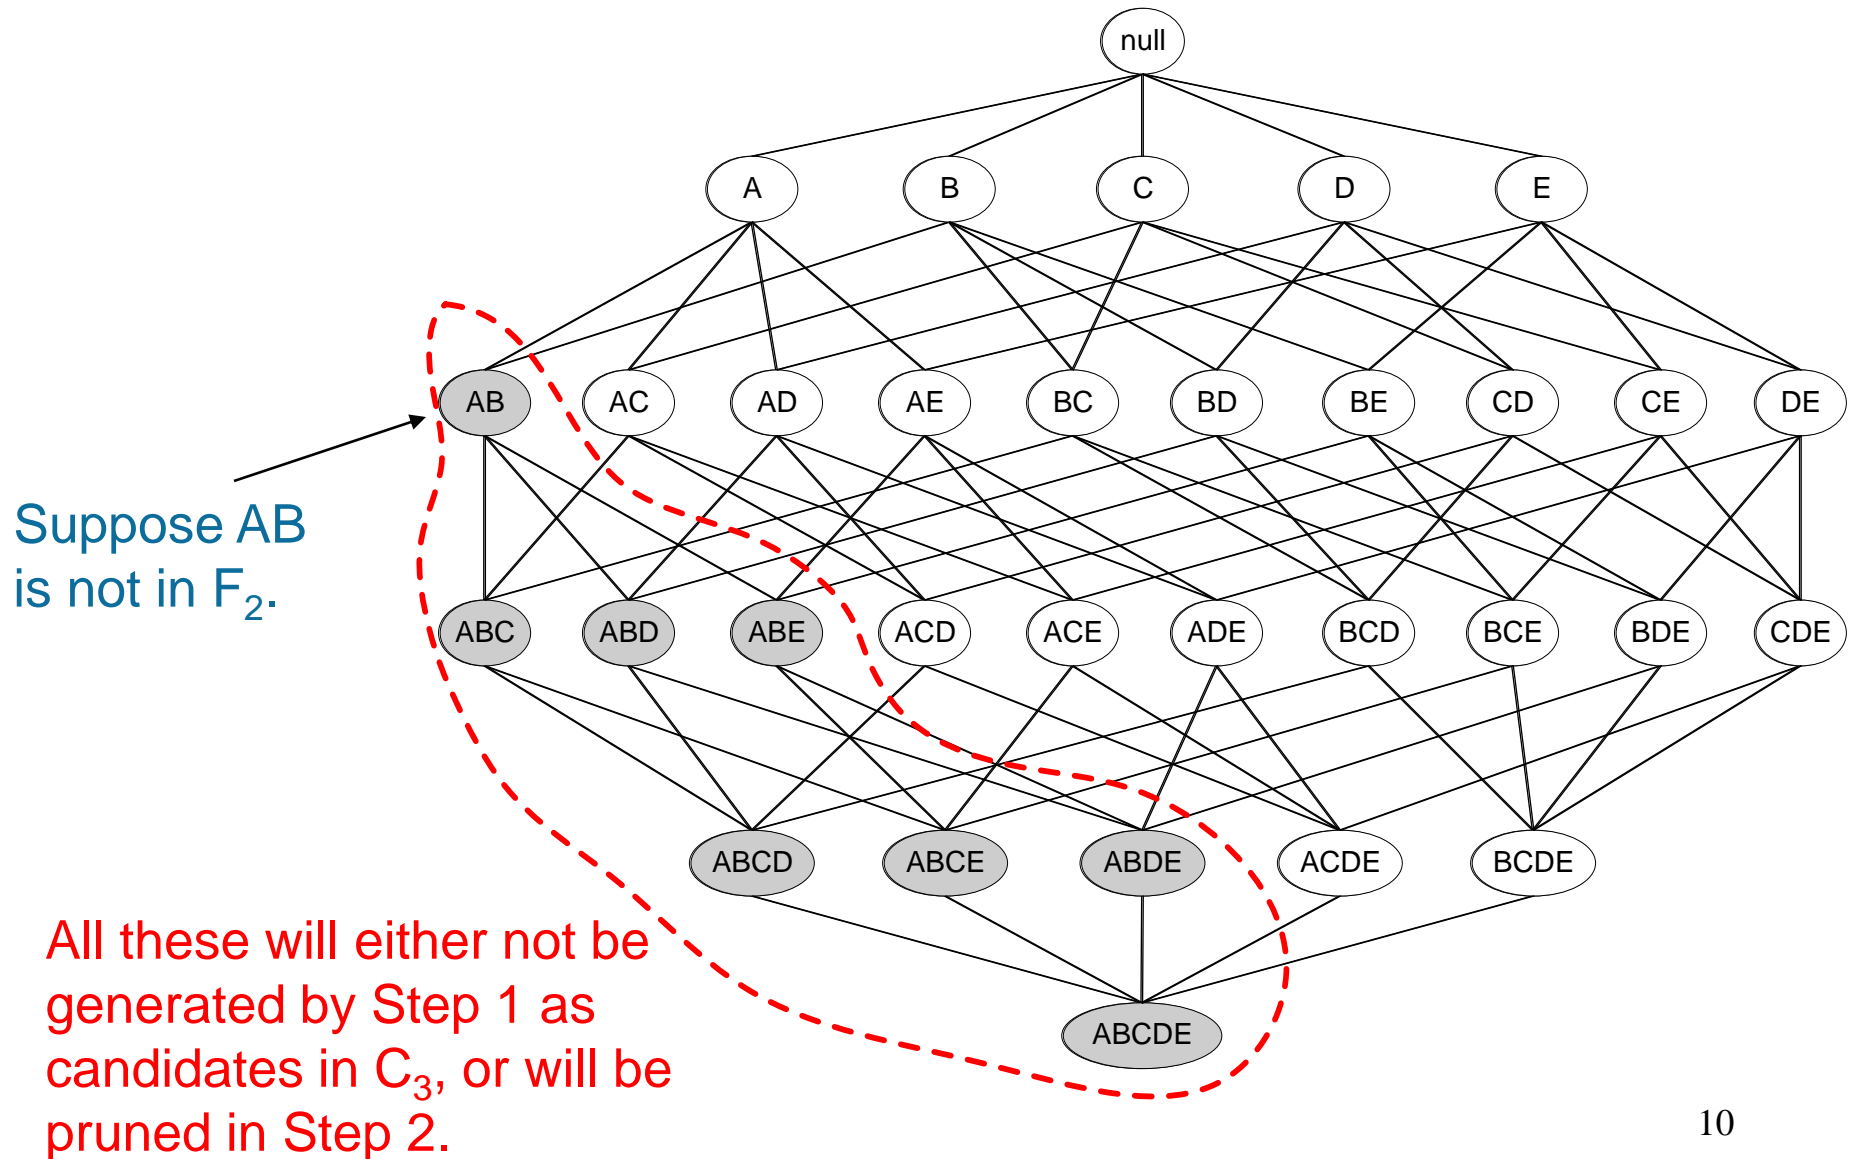 null
A B C D E
AB AC AD AE BC BD BE CD CE DE
Suppose AB
is not in F₂.
ABC ABD ABE ACD ACE ADE BCD BCE BDE CDE
ABCD ABCE ABDE ACDE BCDE
All these will either not be
generated by Step 1 as
candidates in C₃, or will be
pruned in Step 2.
ABCDE
10